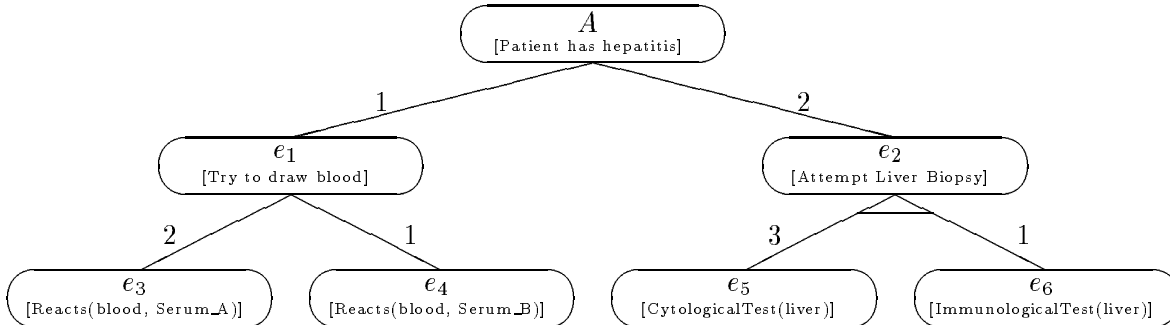 A
[Patient has hepatitis]
1 2
e1 e2
[Try to draw blood] [Attempt Liver Biopsy]
2 1 3 1
e3 e4 e5 e6
[Reacts(blood, Serum_A)] [Reacts(blood, Serum_B)] [CytologicalTest(liver)] [ImmunologicalTest(liver)]